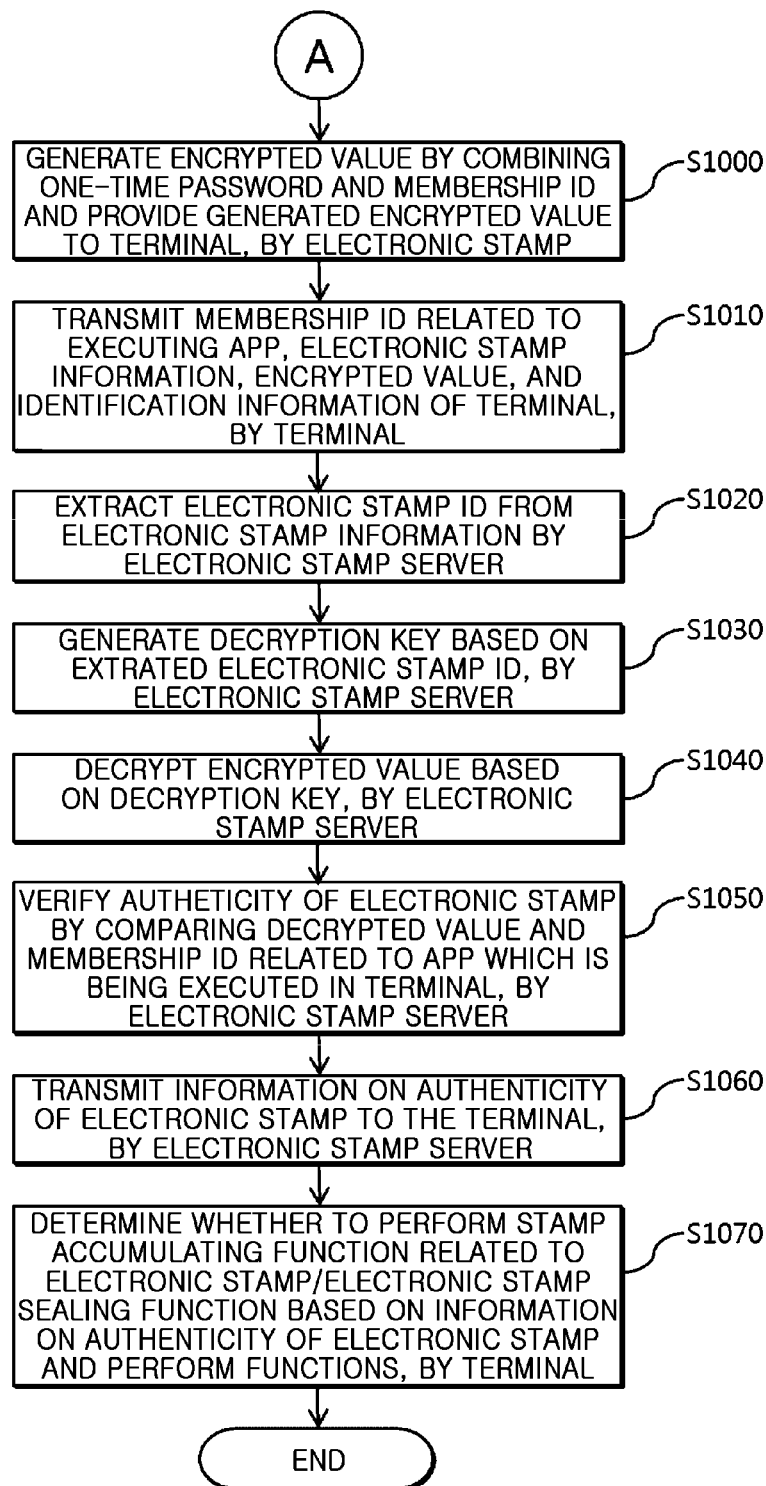 A
GENERATE ENCRYPTED VALUE BY COMBINING
ONE-TIME PASSWORD AND MEMBERSHIP ID
AND PROVIDE GENERATED ENCRYPTED VALUE
TO TERMINAL, BY ELECTRONIC STAMP
S1000
TRANSMIT MEMBERSHIP ID RELATED TO
EXECUTING APP, ELECTRONIC STAMP
INFORMATION, ENCRYPTED VALUE, AND
IDENTIFICATION INFORMATION OF TERMINAL,
BY TERMINAL
S1010
EXTRACT ELECTRONIC STAMP ID FROM
ELECTRONIC STAMP INFORMATION BY
ELECTRONIC STAMP SERVER
S1020
GENERATE DECRYPTION KEY BASED ON
EXTRATED ELECTRONIC STAMP ID, BY
ELECTRONIC STAMP SERVER
S1030
DECRYPT ENCRYPTED VALUE BASED
ON DECRYPTION KEY, BY ELECTRONIC
STAMP SERVER
S1040
VERIFY AUTHETICITY OF ELECTRONIC STAMP
BY COMPARING DECRYPTED VALUE AND
MEMBERSHIP ID RELATED TO APP WHICH IS
BEING EXECUTED IN TERMINAL, BY
ELECTRONIC STAMP SERVER
S1050
TRANSMIT INFORMATION ON AUTHENTICITY
OF ELECTRONIC STAMP TO THE TERMINAL,
BY ELECTRONIC STAMP SERVER
S1060
DETERMINE WHETHER TO PERFORM STAMP
ACCUMULATING FUNCTION RELATED TO
ELECTRONIC STAMP/ELECTRONIC STAMP
SEALING FUNCTION BASED ON INFORMATION
ON AUTHENTICITY OF ELECTRONIC STAMP
AND PERFORM FUNCTIONS, BY TERMINAL
S1070
END